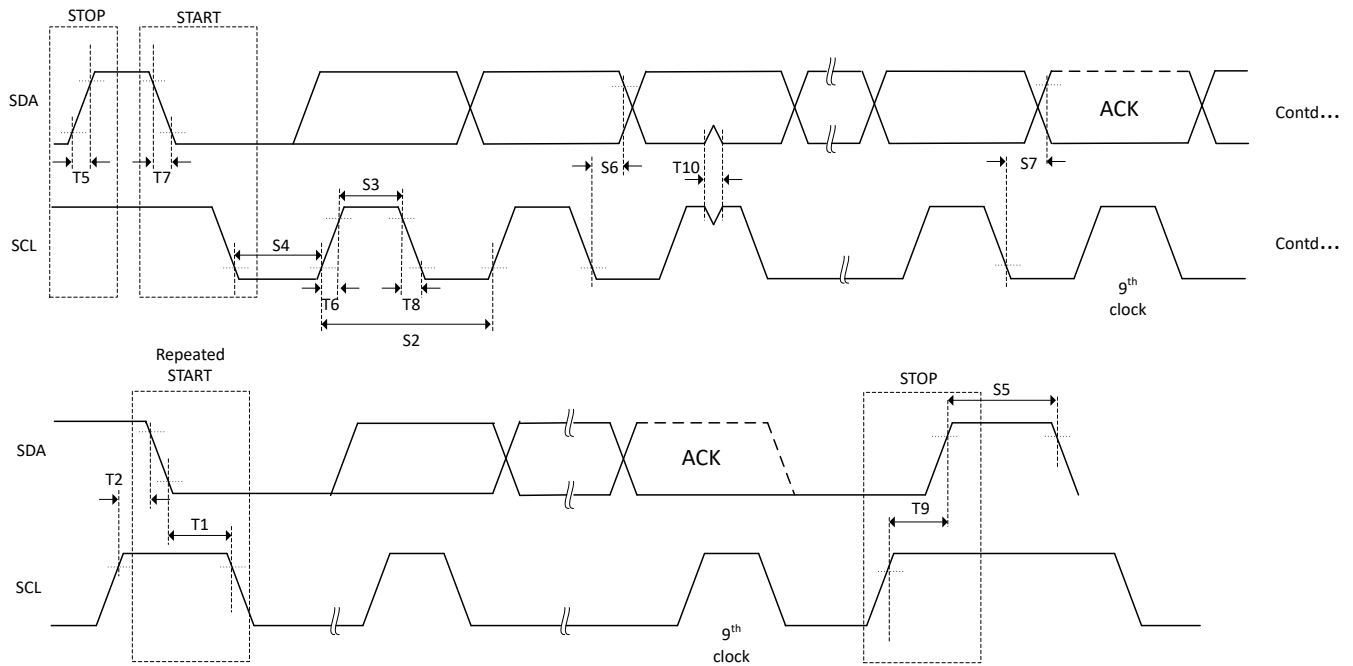 STOP
START
SDA
ACK
Contd...
T5
T7
S6
T10
S7
S3
SCL
S4
Contd...
T6
T8
S2
9th
clock
Repeated
START
STOP
S5
SDA
ACK
T2
T1
T9
SCL
9th
clock